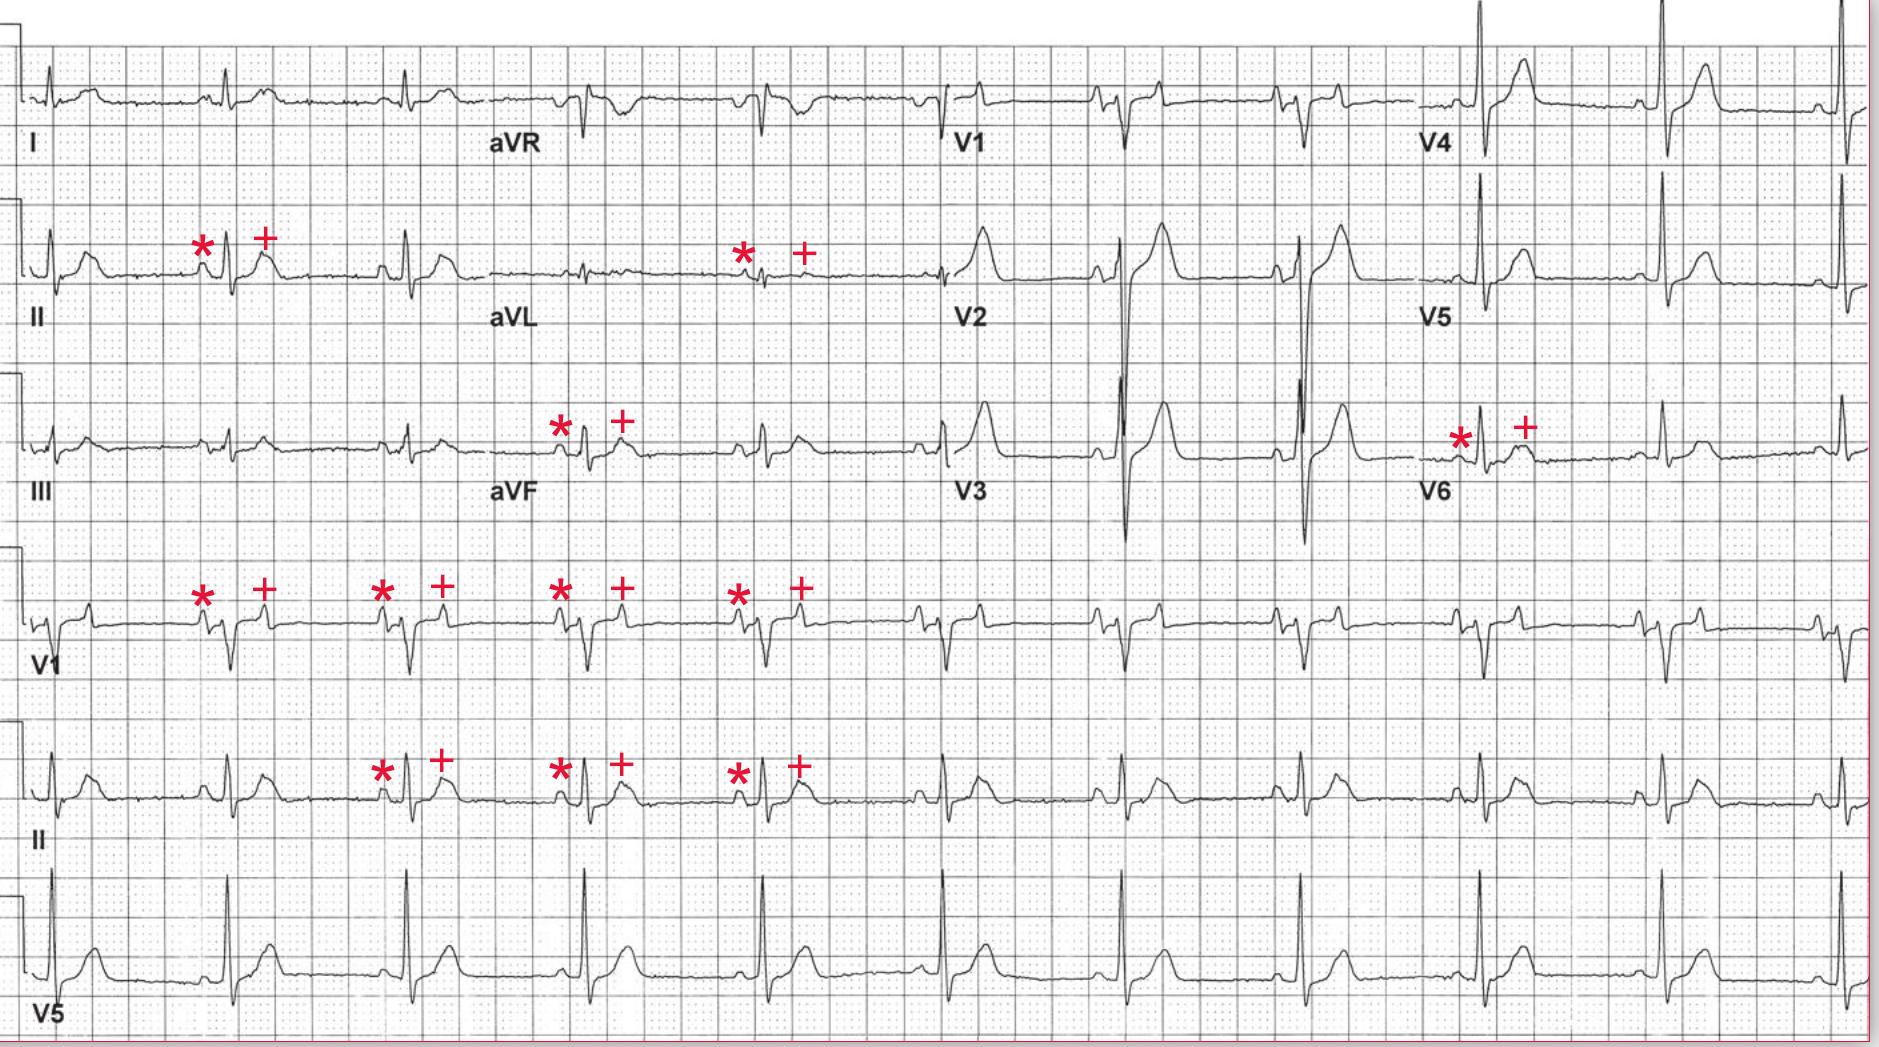 I aVR V1 V4
* + * +
II aVL V2 V5
* + * +
III aVF V3 V6
* + * + * + * +
V1
* + * + * +
II
V5